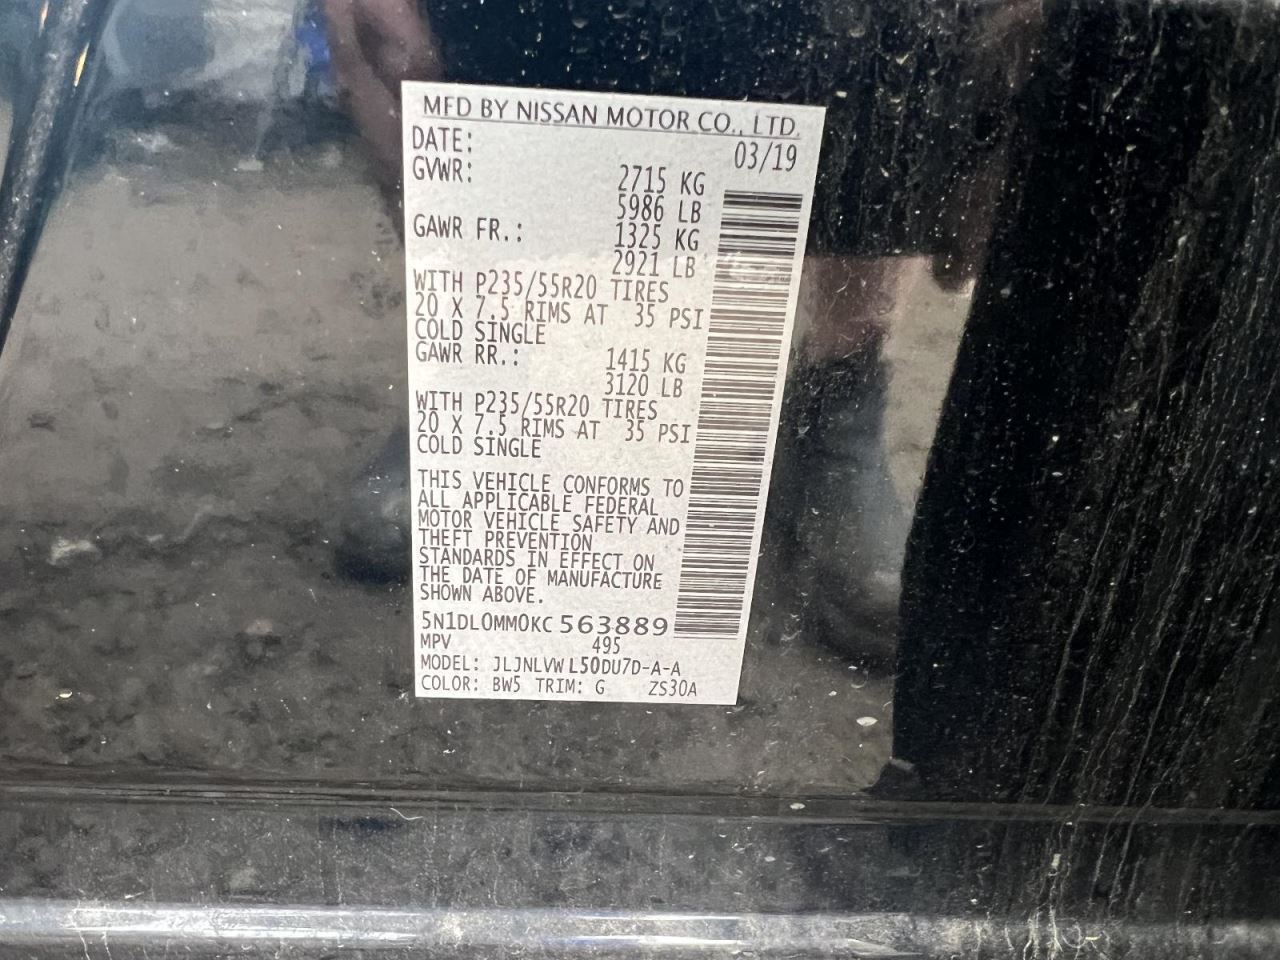 MFD BY NISSAN MOTOR CO., LTD.
DATE: 03/19
GVWR: 2715 KG
5986 LB
GAWR FR.: 1325 KG
2921 LB
WITH P235/55R20 TIRES
20 X 7.5 RIMS AT 35 PSI
COLD SINGLE
GAWR RR.: 1415 KG
3120 LB
WITH P235/55R20 TIRES
20 X 7.5 RIMS AT 35 PSI
COLD SINGLE
THIS VEHICLE CONFORMS TO
ALL APPLICABLE FEDERAL
MOTOR VEHICLE SAFETY AND
THEFT PREVENTION
STANDARDS IN EFFECT ON
THE DATE OF MANUFACTURE
SHOWN ABOVE.
5N1DL0MM0KC563889
MPV 495
MODEL: JLJNLVWL50DU7D-A-A
COLOR: BW5 TRIM: G ZS30A